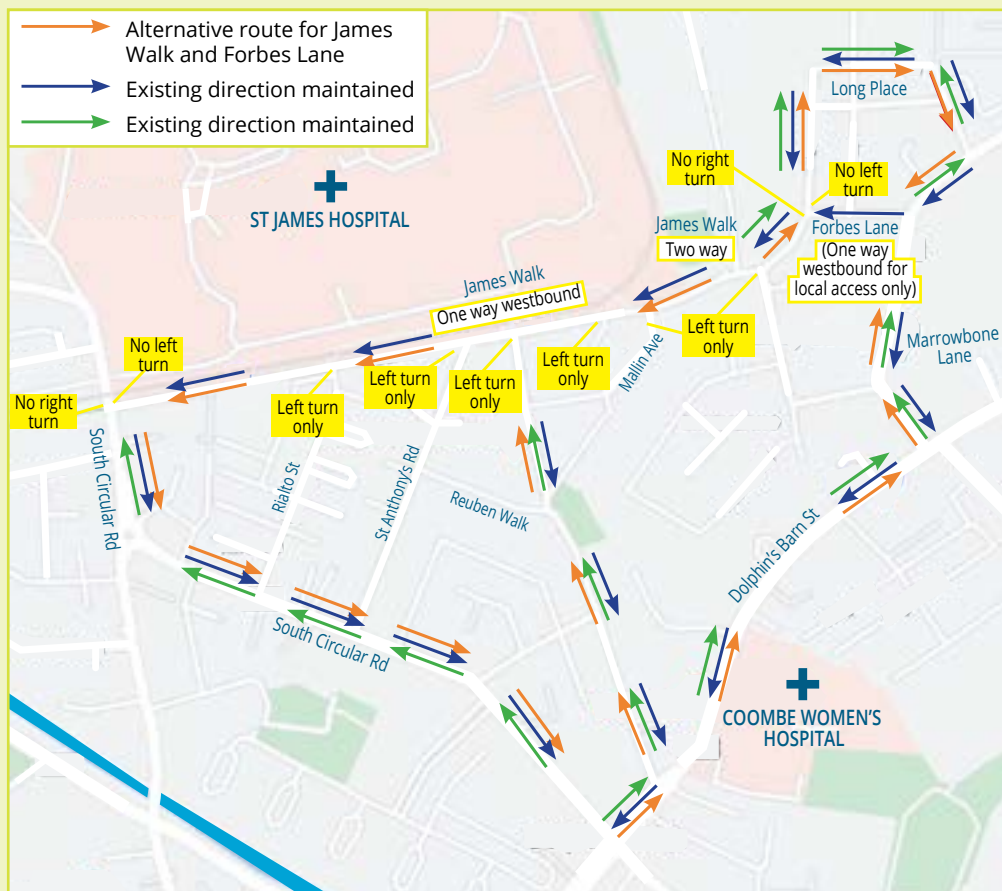 Alternative route for James
Walk and Forbes Lane
Existing direction maintained
Existing direction maintained
Long Place
No right
turn
No left
turn
ST JAMES HOSPITAL
James Walk
Two way
Forbes Lane
(One way
westbound for
local access only)
James Walk
One way westbound
Left turn
only
Mallin Ave
Left turn
only
Left turn
only
Left turn
only
Left turn
only
No left
turn
No right
turn
Marrowbone
Lane
South Circular Rd
Rialto St
St Anthony's Rd
Reuben Walk
Dolphin's Barn St
South Circular Rd
COOMBE WOMEN'S
HOSPITAL